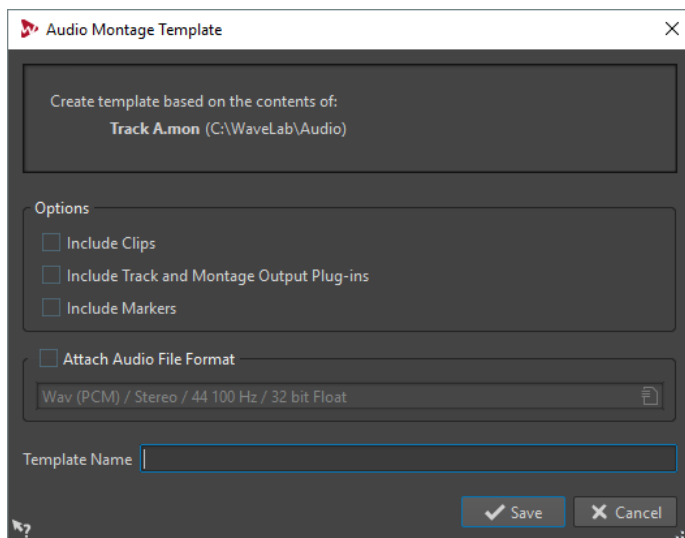 Audio Montage Template
Create template based on the contents of:
Track A.mon (C:\WaveLab\Audio)
Options
Include Clips
Include Track and Montage Output Plug-ins
Include Markers
Attach Audio File Format
Wav (PCM) / Stereo / 44 100 Hz / 32 bit Float
Template Name
Save
Cancel